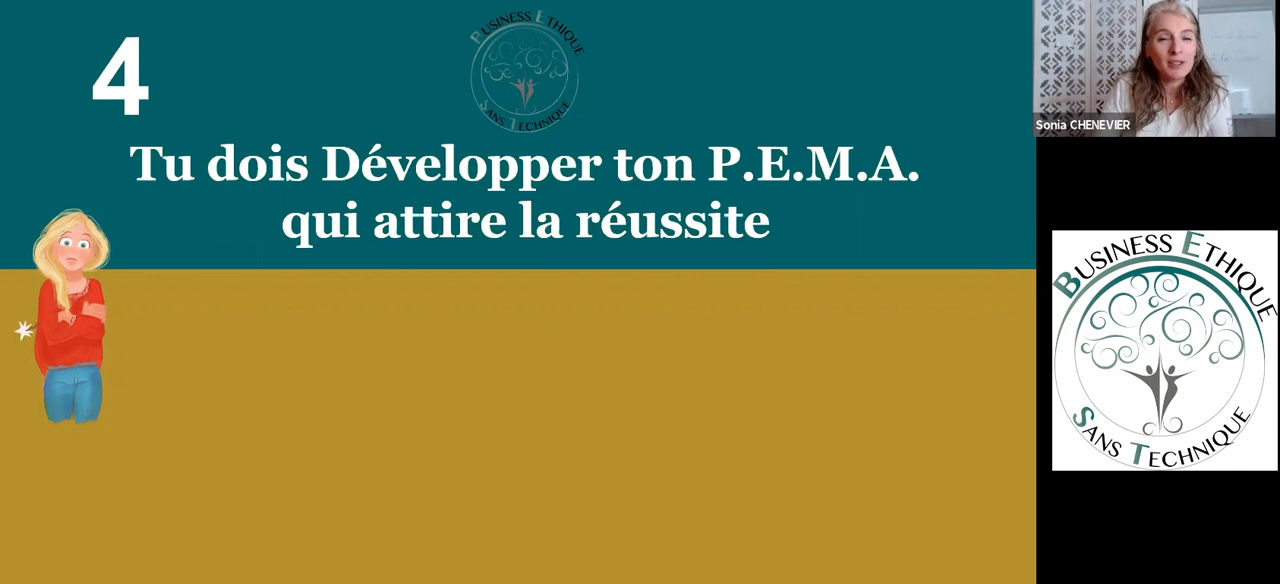 4
BUSINESS ETHIQUE
SANS TECHNIQUE
Tu dois Développer ton P.E.M.A.
qui attire la réussite
Sonia CHENEVIER
BUSINESS ETHIQUE
SANS TECHNIQUE